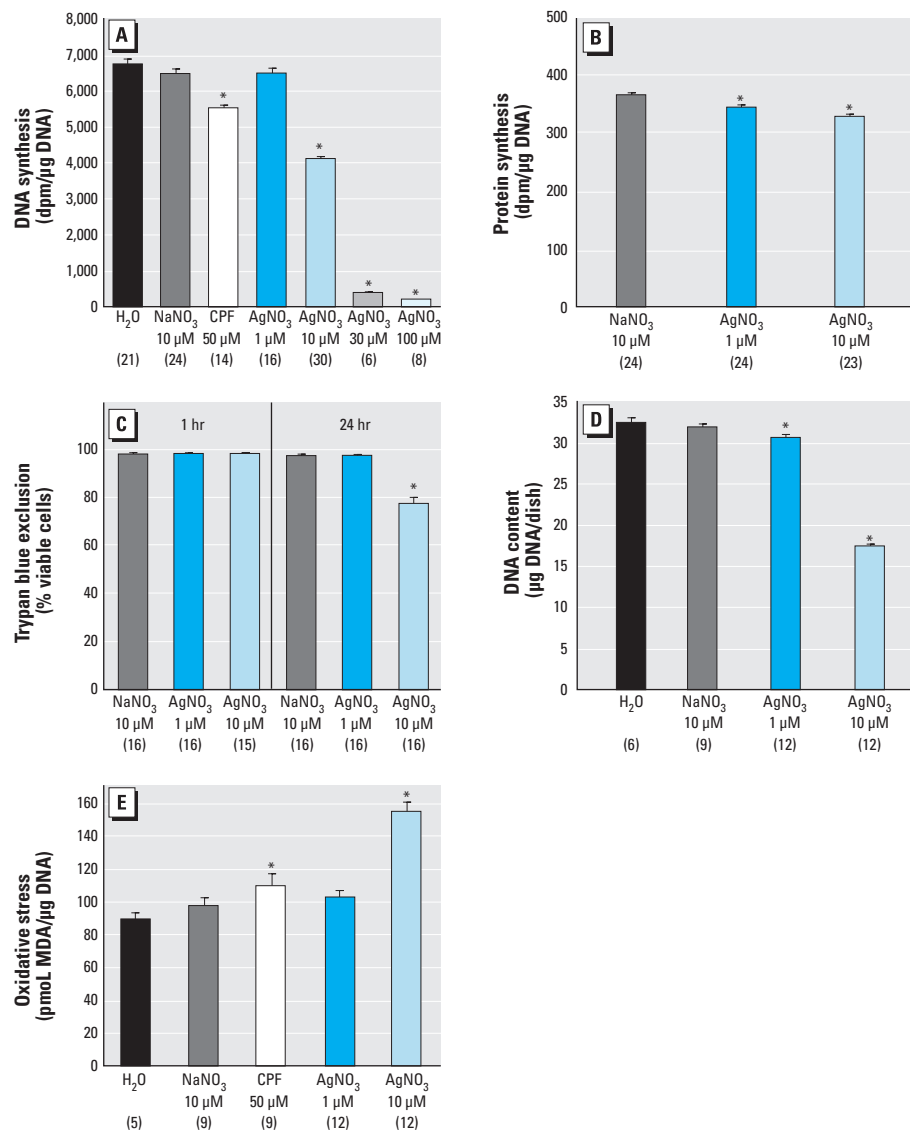 A
DNA synthesis
(dpm/µg DNA)
8,000
7,000
6,000
5,000
4,000
3,000
2,000
1,000
0
*
*
*
*
H₂O NaNO₃ CPF AgNO₃ AgNO₃ AgNO₃ AgNO₃
10 µM 50 µM 1 µM 10 µM 30 µM 100 µM
(21) (24) (14) (16) (30) (6) (8)
B
Protein synthesis
(dpm/µg DNA)
500
400
300
200
100
0
*
*
NaNO₃ AgNO₃ AgNO₃
10 µM 1 µM 10 µM
(24) (24) (23)
C
1 hr 24 hr
Trypan blue exclusion
(% viable cells)
100
80
60
40
20
0
*
NaNO₃ AgNO₃ AgNO₃ NaNO₃ AgNO₃ AgNO₃
10 µM 1 µM 10 µM 10 µM 1 µM 10 µM
(16) (16) (15) (16) (16) (16)
D
DNA content
(µg DNA/dish)
35
30
25
20
15
10
5
0
*
*
H₂O NaNO₃ AgNO₃ AgNO₃
10 µM 1 µM 10 µM
(6) (9) (12) (12)
E
Oxidative stress
(pmoL MDA/µg DNA)
160
140
120
100
80
60
40
20
0
*
*
H₂O NaNO₃ CPF AgNO₃ AgNO₃
10 µM 50 µM 1 µM 10 µM
(5) (9) (9) (12) (12)